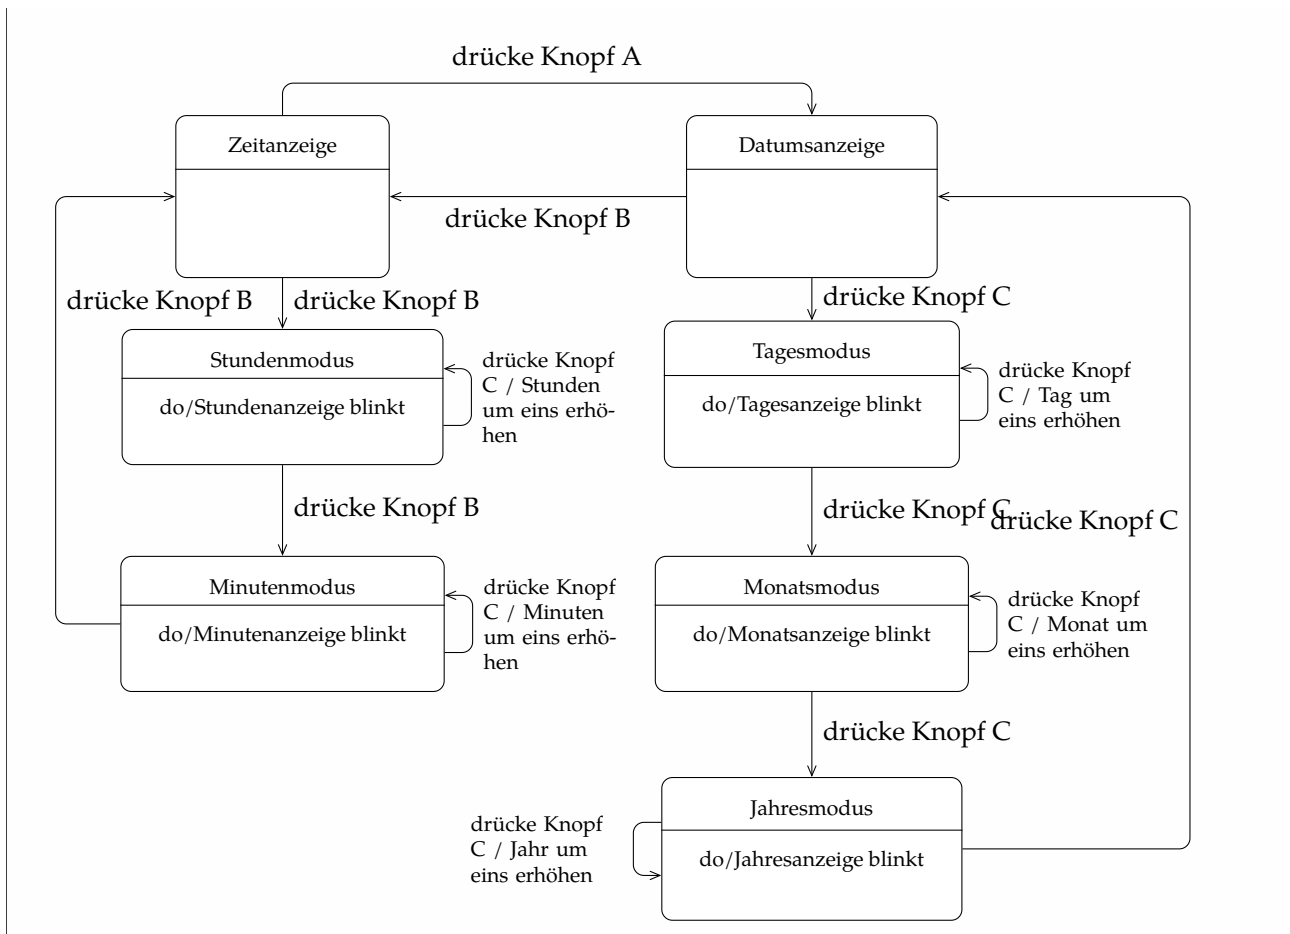 drücke Knopf A
Zeitanzeige
Datumsanzeige
drücke Knopf B
drücke Knopf B
drücke Knopf B
drücke Knopf C
Stundenmodus
do/Stundenanzeige blinkt
drücke Knopf
C / Stunden
um eins erhö-
hen
Tagesmodus
do/Tagesanzeige blinkt
drücke Knopf
C / Tag um
eins erhöhen
drücke Knopf B
drücke Knopf C
drücke Knopf C
Minutenmodus
do/Minutenanzeige blinkt
drücke Knopf
C / Minuten
um eins erhö-
hen
Monatsmodus
do/Monatsanzeige blinkt
drücke Knopf
C / Monat um
eins erhöhen
drücke Knopf C
Jahresmodus
do/Jahresanzeige blinkt
drücke Knopf
C / Jahr um
eins erhöhen